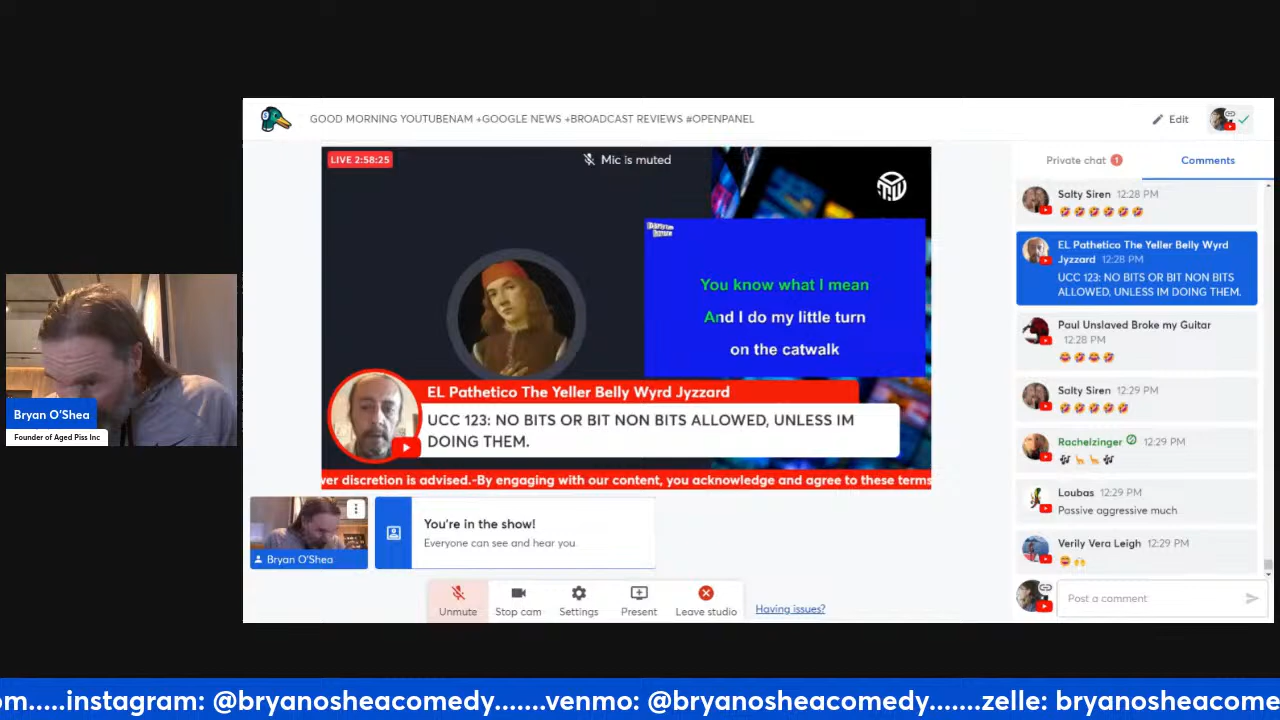 GOOD MORNING YOUTUBENAM +GOOGLE NEWS +BROADCAST REVIEWS #OPENPANEL
Edit
LIVE 2:58:25
Mic is muted
You know what I mean
And I do my little turn
on the catwalk
EL Pathetico The Yeller Belly Wyrd Jyzzard
UCC 123: NO BITS OR BIT NON BITS ALLOWED, UNLESS IM
DOING THEM.
ver discretion is advised.-By engaging with our content, you acknowledge and agree to these terms
Private chat 1
Comments
Salty Siren 12:28 PM
EL Pathetico The Yeller Belly Wyrd
Jyzzard 12:28 PM
UCC 123: NO BITS OR BIT NON BITS
ALLOWED, UNLESS IM DOING THEM.
Paul Unslaved Broke my Guitar
12:28 PM
Salty Siren 12:29 PM
Rachelzinger 12:29 PM
Loubas 12:29 PM
Passive aggressive much
Verily Vera Leigh 12:29 PM
Post a comment
Bryan O'Shea
Founder of Aged Piss Inc
Bryan O'Shea
You're in the show!
Everyone can see and hear you.
Unmute
Stop cam
Settings
Present
Leave studio
Having issues?
om.....instagram: @bryanosheacomedy.......venmo: @bryanosheacomedy.......zelle: bryanosheacome